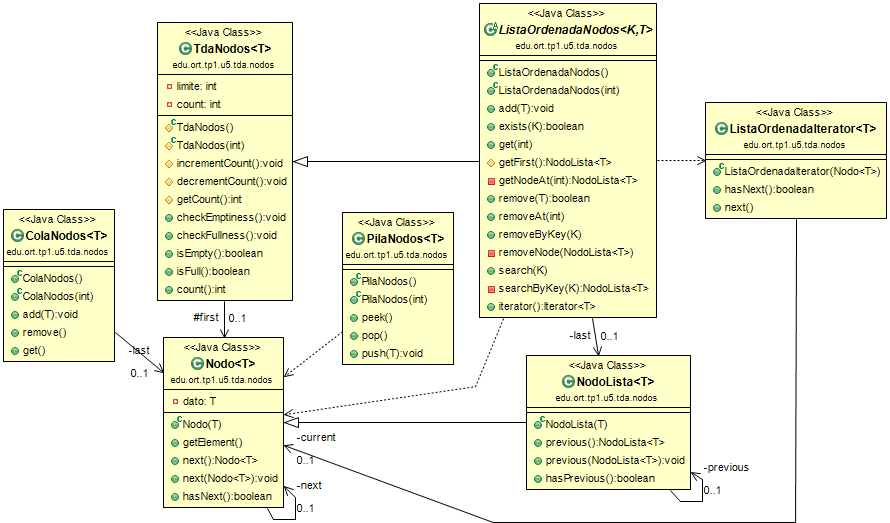 <<Java Class>>
TdaNodos<T>
edu.ort.tp1.u5.tda.nodos
limite: int
count: int
TdaNodos()
TdaNodos(int)
incrementCount():void
decrementCount():void
getCount():int
checkEmptiness():void
checkFullness():void
isEmpty():boolean
isFull():boolean
count():int
<<Java Class>>
ListaOrdenadaNodos<K,T>
edu.ort.tp1.u5.tda.nodos
ListaOrdenadaNodos()
ListaOrdenadaNodos(int)
add(T):void
exists(K):boolean
get(int)
getFirst():NodoLista<T>
getNodeAt(int):NodoLista<T>
remove(T):boolean
removeAt(int)
removeByKey(K)
removeNode(NodoLista<T>)
search(K)
searchByKey(K):NodoLista<T>
iterator():Iterator<T>
<<Java Class>>
ListaOrdenadaIterator<T>
edu.ort.tp1.u5.tda.nodos
ListaOrdenadaIterator(Nodo<T>)
hasNext():boolean
next()
<<Java Class>>
ColaNodos<T>
edu.ort.tp1.u5.tda.nodos
ColaNodos()
ColaNodos(int)
add(T):void
remove()
get()
<<Java Class>>
PilaNodos<T>
edu.ort.tp1.u5.tda.nodos
PilaNodos()
PilaNodos(int)
peek()
pop()
push(T):void
#first
0..1
-last
0..1
-last
0..1
<<Java Class>>
Nodo<T>
edu.ort.tp1.u5.tda.nodos
dato: T
Nodo(T)
getElement()
next():Nodo<T>
next(Nodo<T>):void
hasNext():boolean
<<Java Class>>
NodoLista<T>
edu.ort.tp1.u5.tda.nodos
NodoLista(T)
previous():NodoLista<T>
previous(NodoLista<T>):void
hasPrevious():boolean
-current
0..1
-next
0..1
-previous
0..1